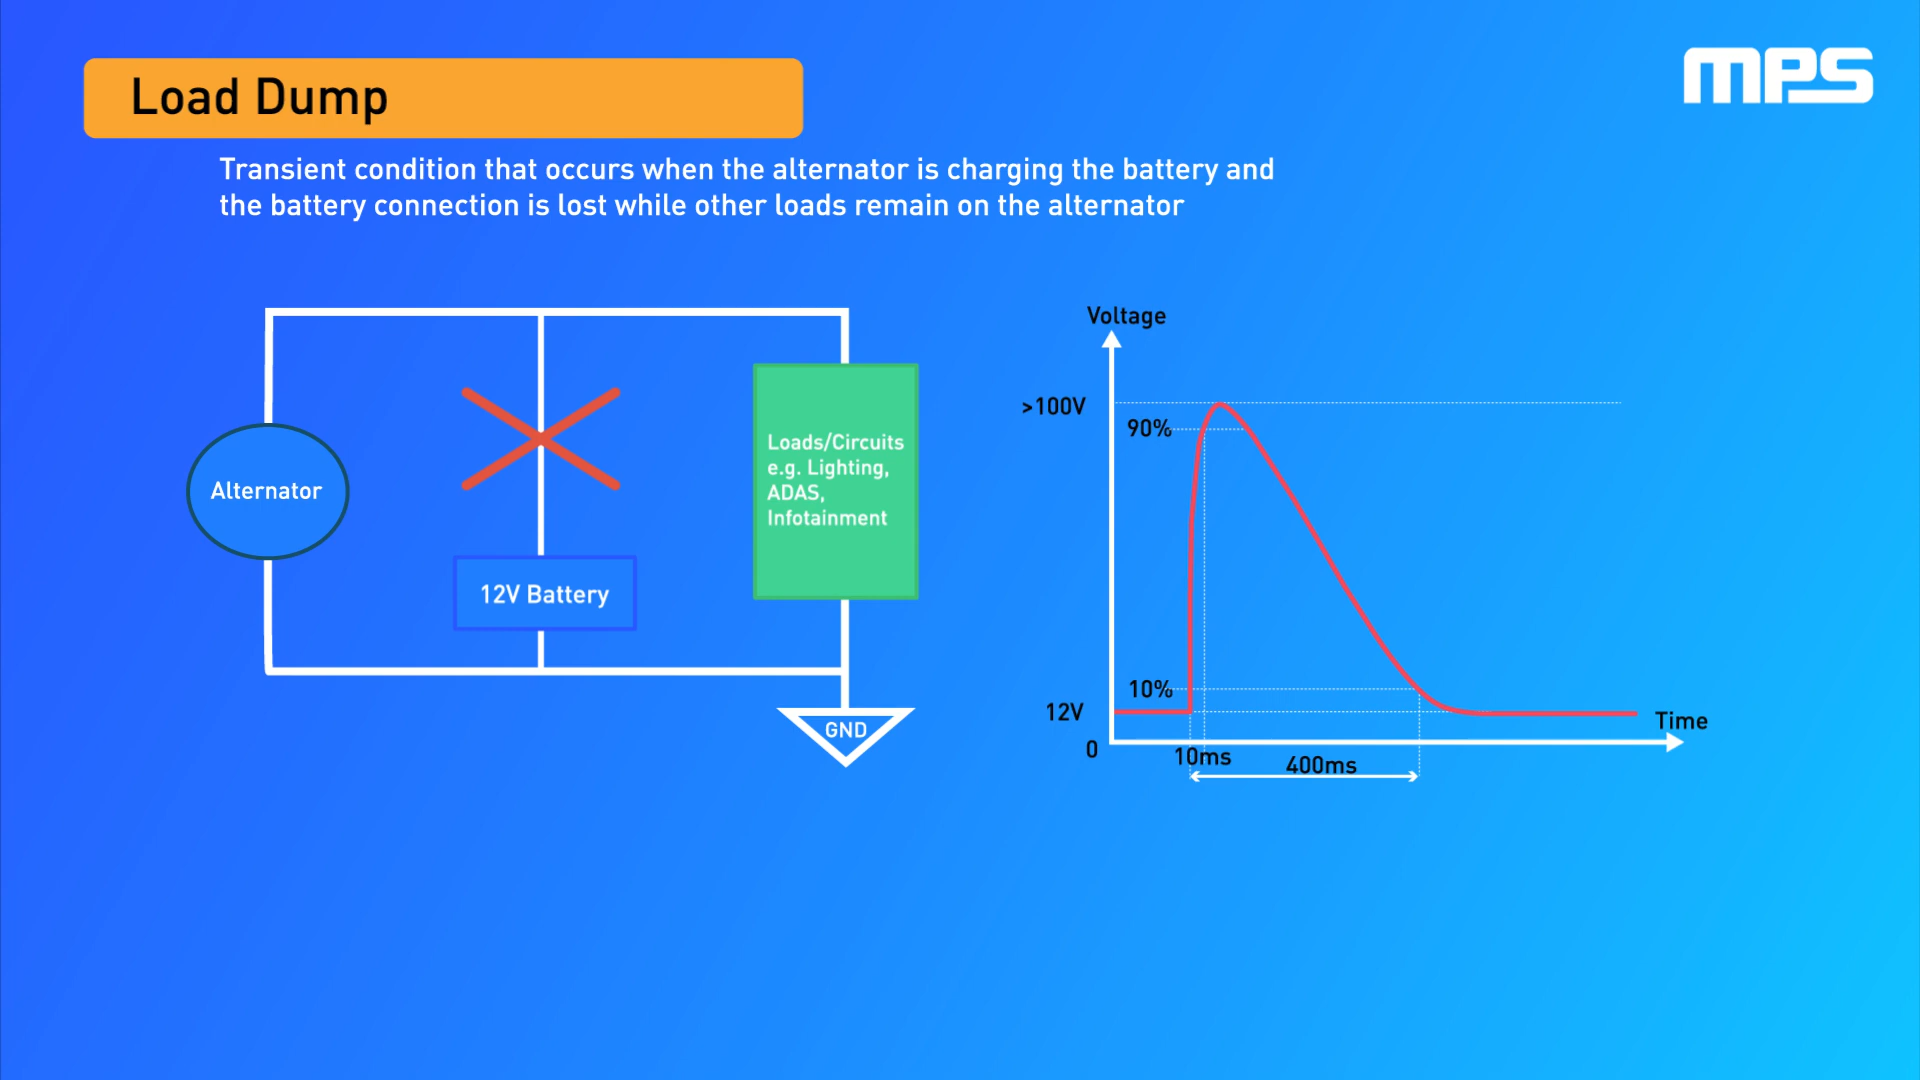 Load Dump
MPS
Transient condition that occurs when the alternator is charging the battery and
the battery connection is lost while other loads remain on the alternator
Alternator
12V Battery
Loads/Circuits
e.g. Lighting,
ADAS,
Infotainment
GND
Voltage
>100V
90%
10%
12V
0
Time
10ms
400ms